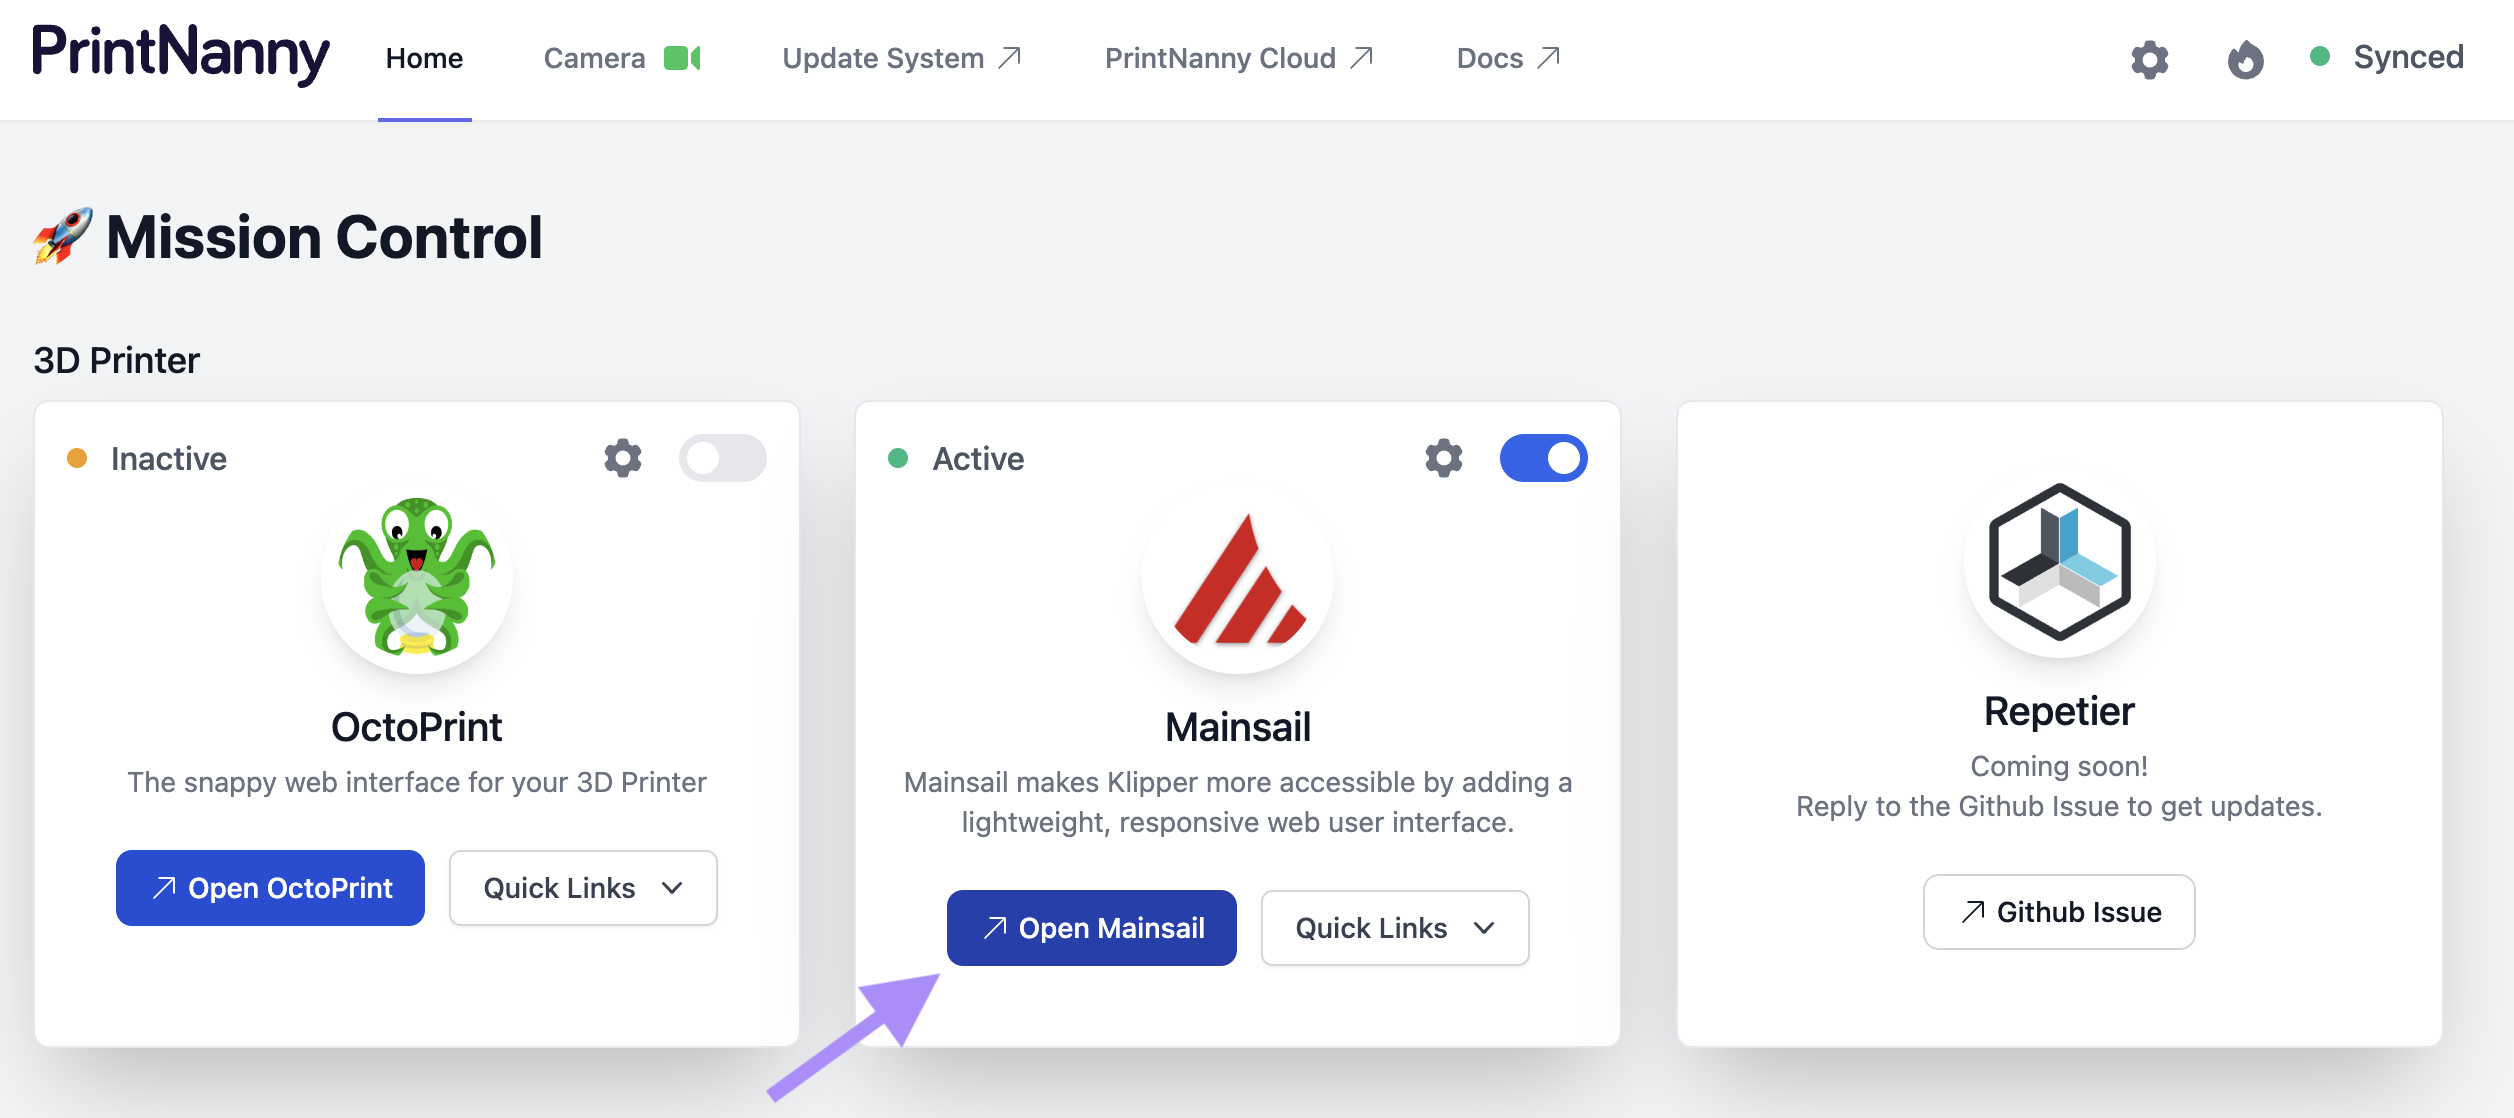 PrintNanny
Home
Camera
Update System
PrintNanny Cloud
Docs
Synced
Mission Control
3D Printer
Inactive
OctoPrint
The snappy web interface for your 3D Printer
Open OctoPrint
Quick Links
Active
Mainsail
Mainsail makes Klipper more accessible by adding a
lightweight, responsive web user interface.
Open Mainsail
Quick Links
Repetier
Coming soon!
Reply to the Github Issue to get updates.
Github Issue